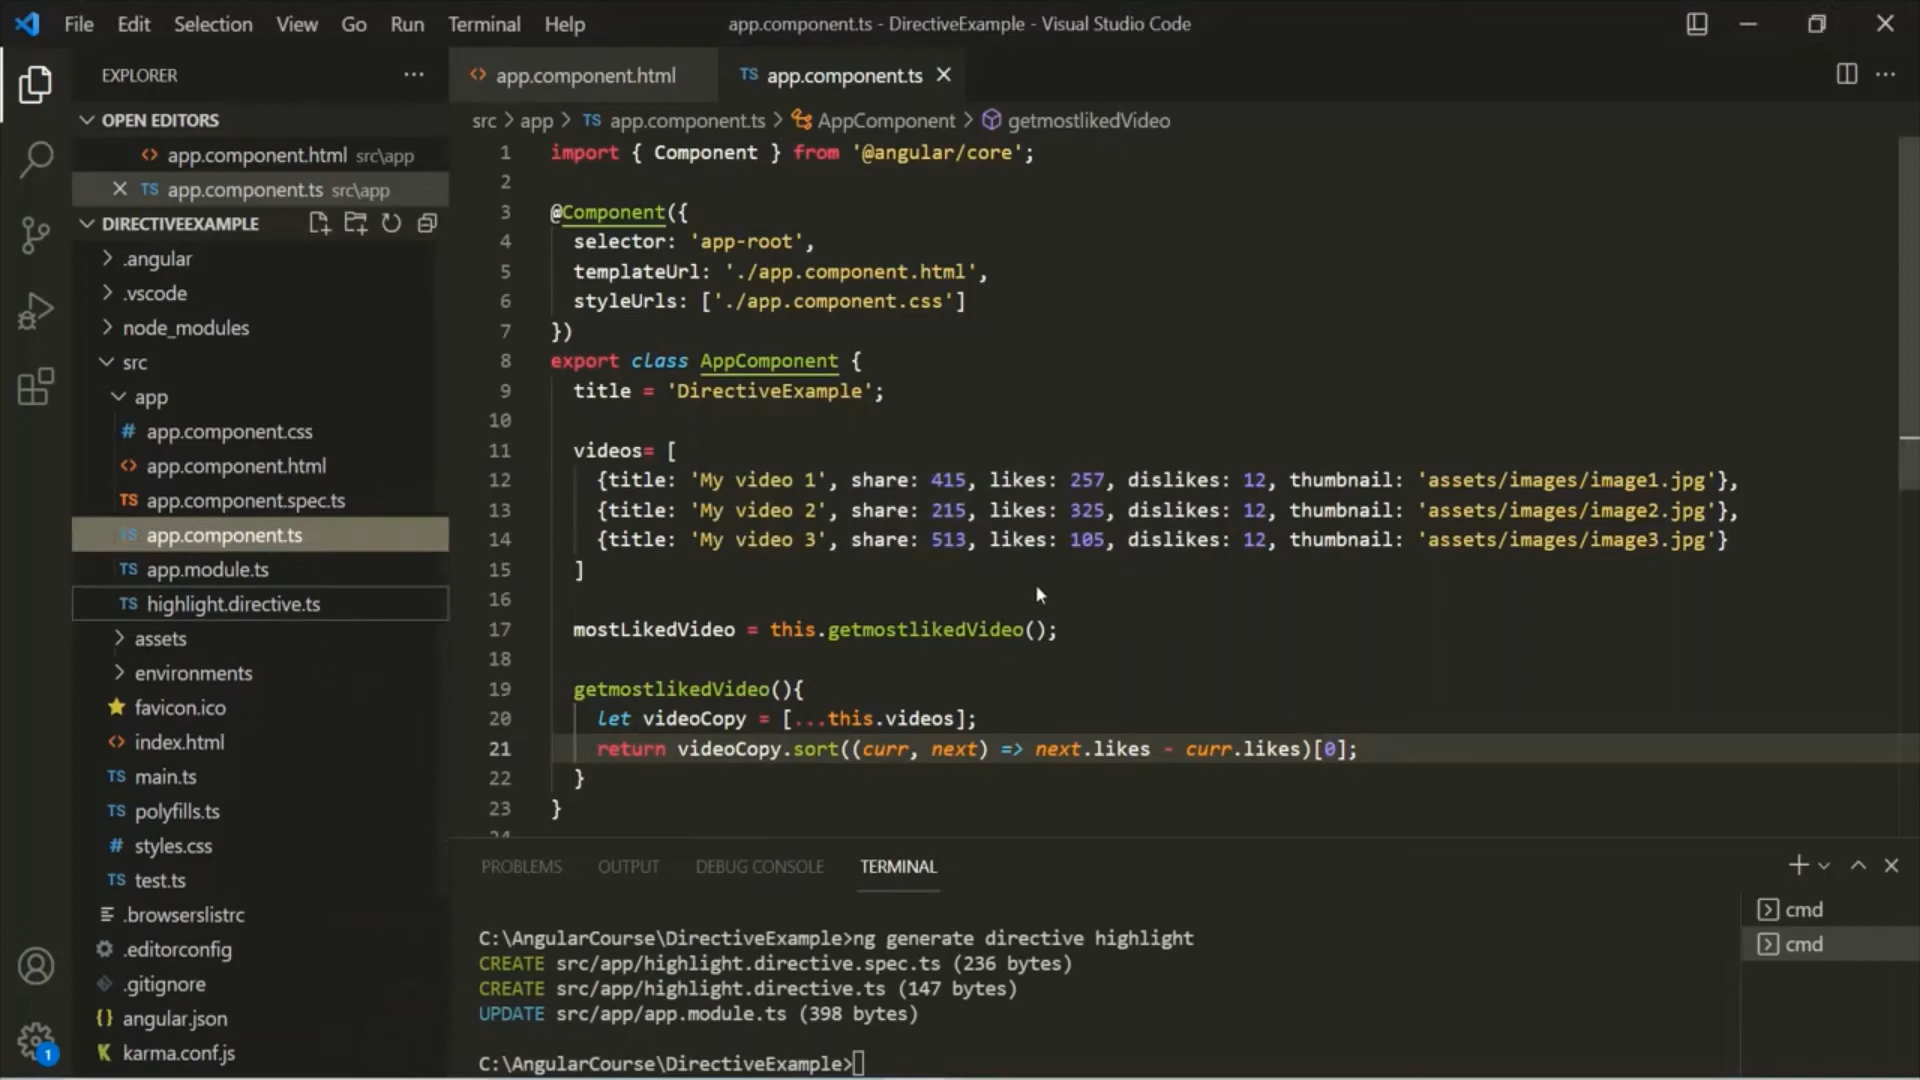 File Edit Selection View Go Run Terminal Help
app.component.ts - DirectiveExample - Visual Studio Code
EXPLORER
OPEN EDITORS
app.component.html src\app
TS app.component.ts src\app
DIRECTIVEEXAMPLE
.angular
.vscode
node_modules
src
app
# app.component.css
<> app.component.html
TS app.component.spec.ts
TS app.component.ts
TS app.module.ts
TS highlight.directive.ts
assets
environments
favicon.ico
<> index.html
TS main.ts
TS polyfills.ts
# styles.css
TS test.ts
.browserslistrc
.editorconfig
.gitignore
{} angular.json
K karma.conf.js
1
<> app.component.html
TS app.component.ts
src > app > TS app.component.ts > AppComponent > getmostlikedVideo
1 import { Component } from '@angular/core';
2
3 @Component({
4 selector: 'app-root',
5 templateUrl: './app.component.html',
6 styleUrls: ['./app.component.css']
7 })
8 export class AppComponent {
9 title = 'DirectiveExample';
10
11 videos= [
12 {title: 'My video 1', share: 415, likes: 257, dislikes: 12, thumbnail: 'assets/images/image1.jpg'},
13 {title: 'My video 2', share: 215, likes: 325, dislikes: 12, thumbnail: 'assets/images/image2.jpg'},
14 {title: 'My video 3', share: 513, likes: 105, dislikes: 12, thumbnail: 'assets/images/image3.jpg'}
15 ]
16
17 mostLikedVideo = this.getmostlikedVideo();
18
19 getmostlikedVideo(){
20 let videoCopy = [...this.videos];
21 return videoCopy.sort((curr, next) => next.likes - curr.likes)[0];
22 }
23 }
24
PROBLEMS OUTPUT DEBUG CONSOLE TERMINAL
C:\AngularCourse\DirectiveExample>ng generate directive highlight
CREATE src/app/highlight.directive.spec.ts (236 bytes)
CREATE src/app/highlight.directive.ts (147 bytes)
UPDATE src/app/app.module.ts (398 bytes)
C:\AngularCourse\DirectiveExample>
cmd
cmd